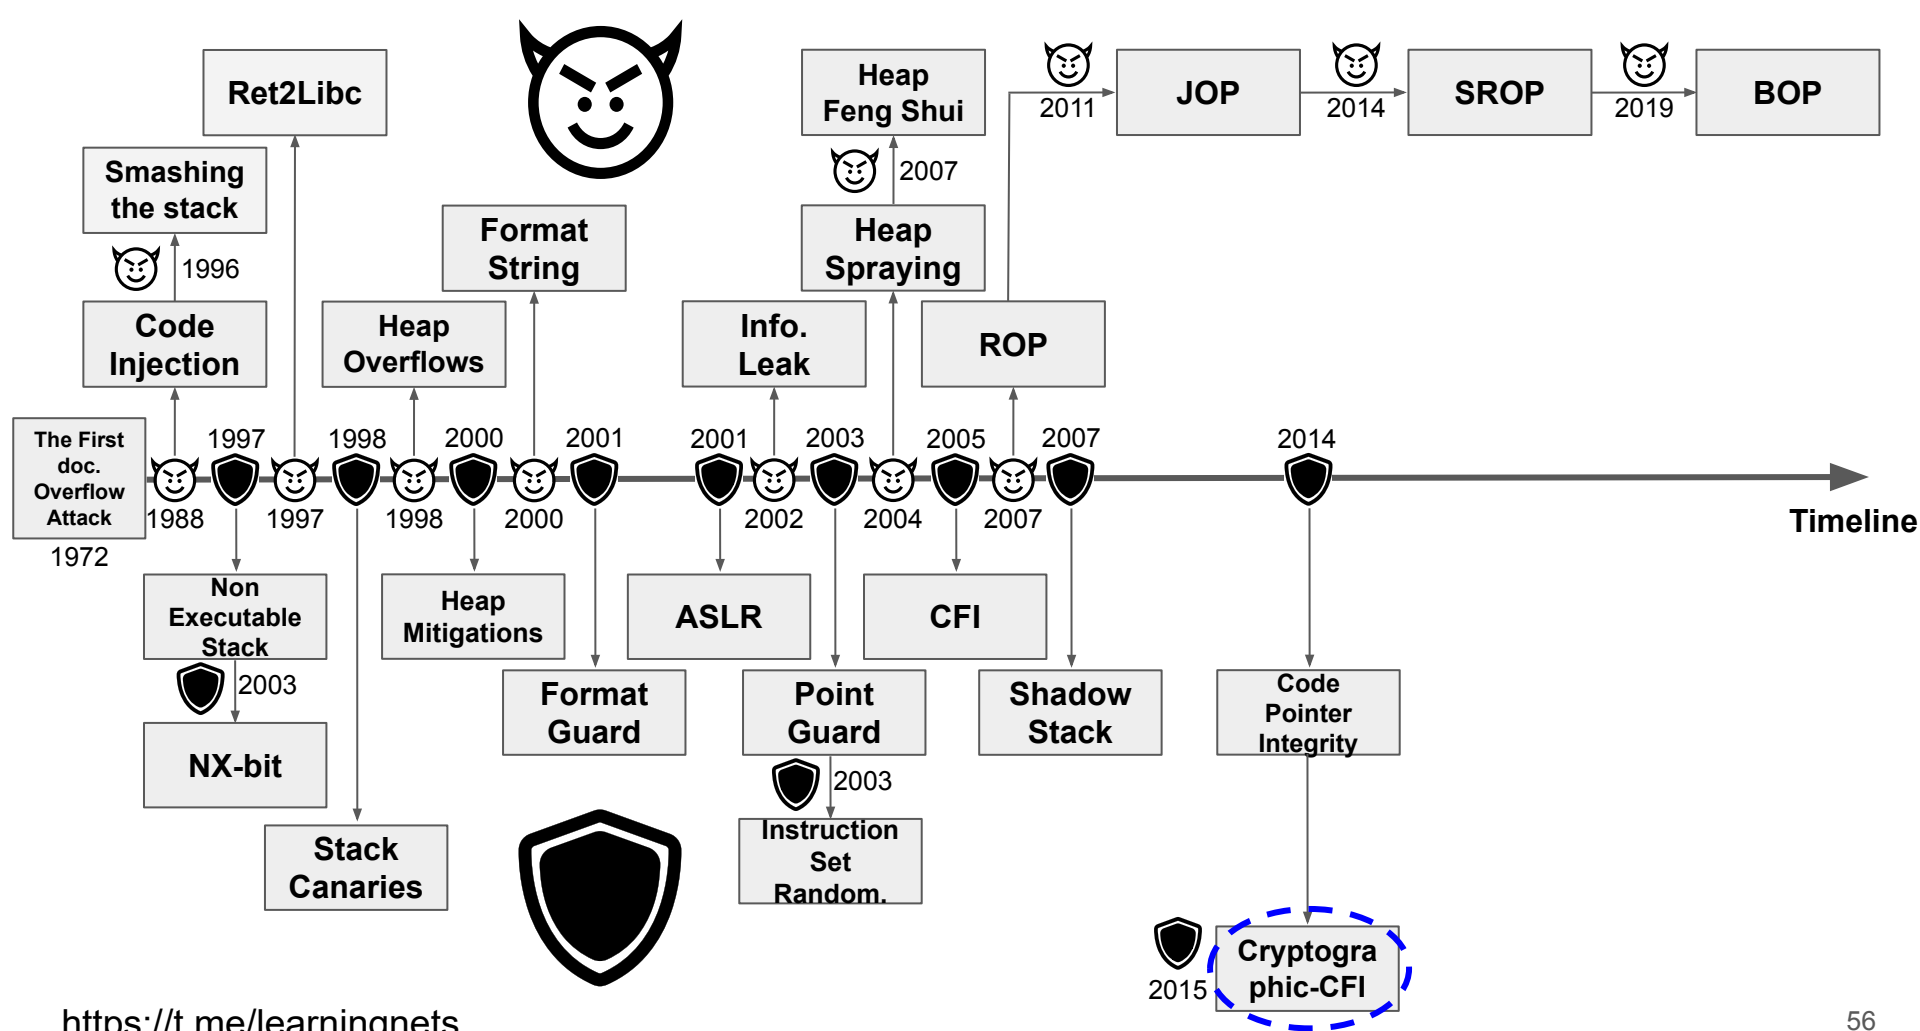 Ret2Libc
Heap
Feng Shui
2011
JOP
2014
SROP
2019
BOP
Smashing
the stack
2007
1996
Format
String
Heap
Spraying
Code
Injection
Heap
Overflows
Info.
Leak
ROP
The First
doc.
Overflow
Attack
1972
1997
1998
2000
2001
2001
2003
2005
2007
2014
1988
1997
1998
2000
2002
2004
2007
Timeline
Non
Executable
Stack
Heap
Mitigations
ASLR
CFI
2003
Format
Guard
Point
Guard
Shadow
Stack
Code
Pointer
Integrity
NX-bit
2003
Stack
Canaries
Instruction
Set
Random.
Cryptogra
phic-CFI
2015
https://t.me/learningnets
56